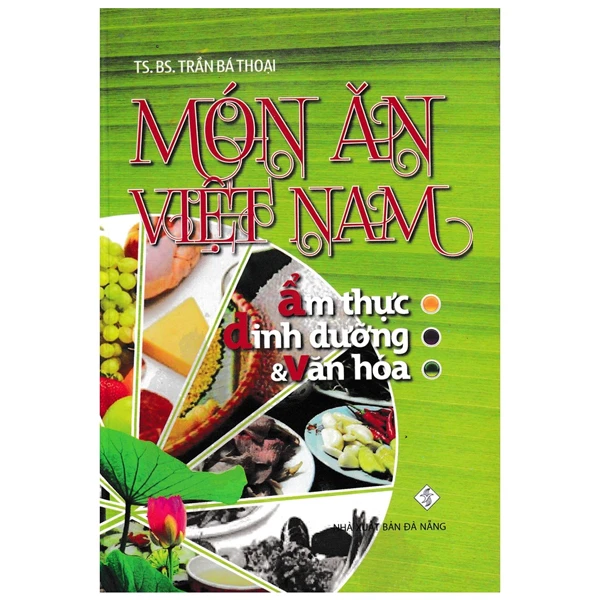 TS. BS. TRẦN BÁ THOẠI
MÓN ĂN
VIỆT NAM
ẩm thực
dinh dưỡng
& văn hóa
NHÀ XUẤT BẢN ĐÀ NẴNG